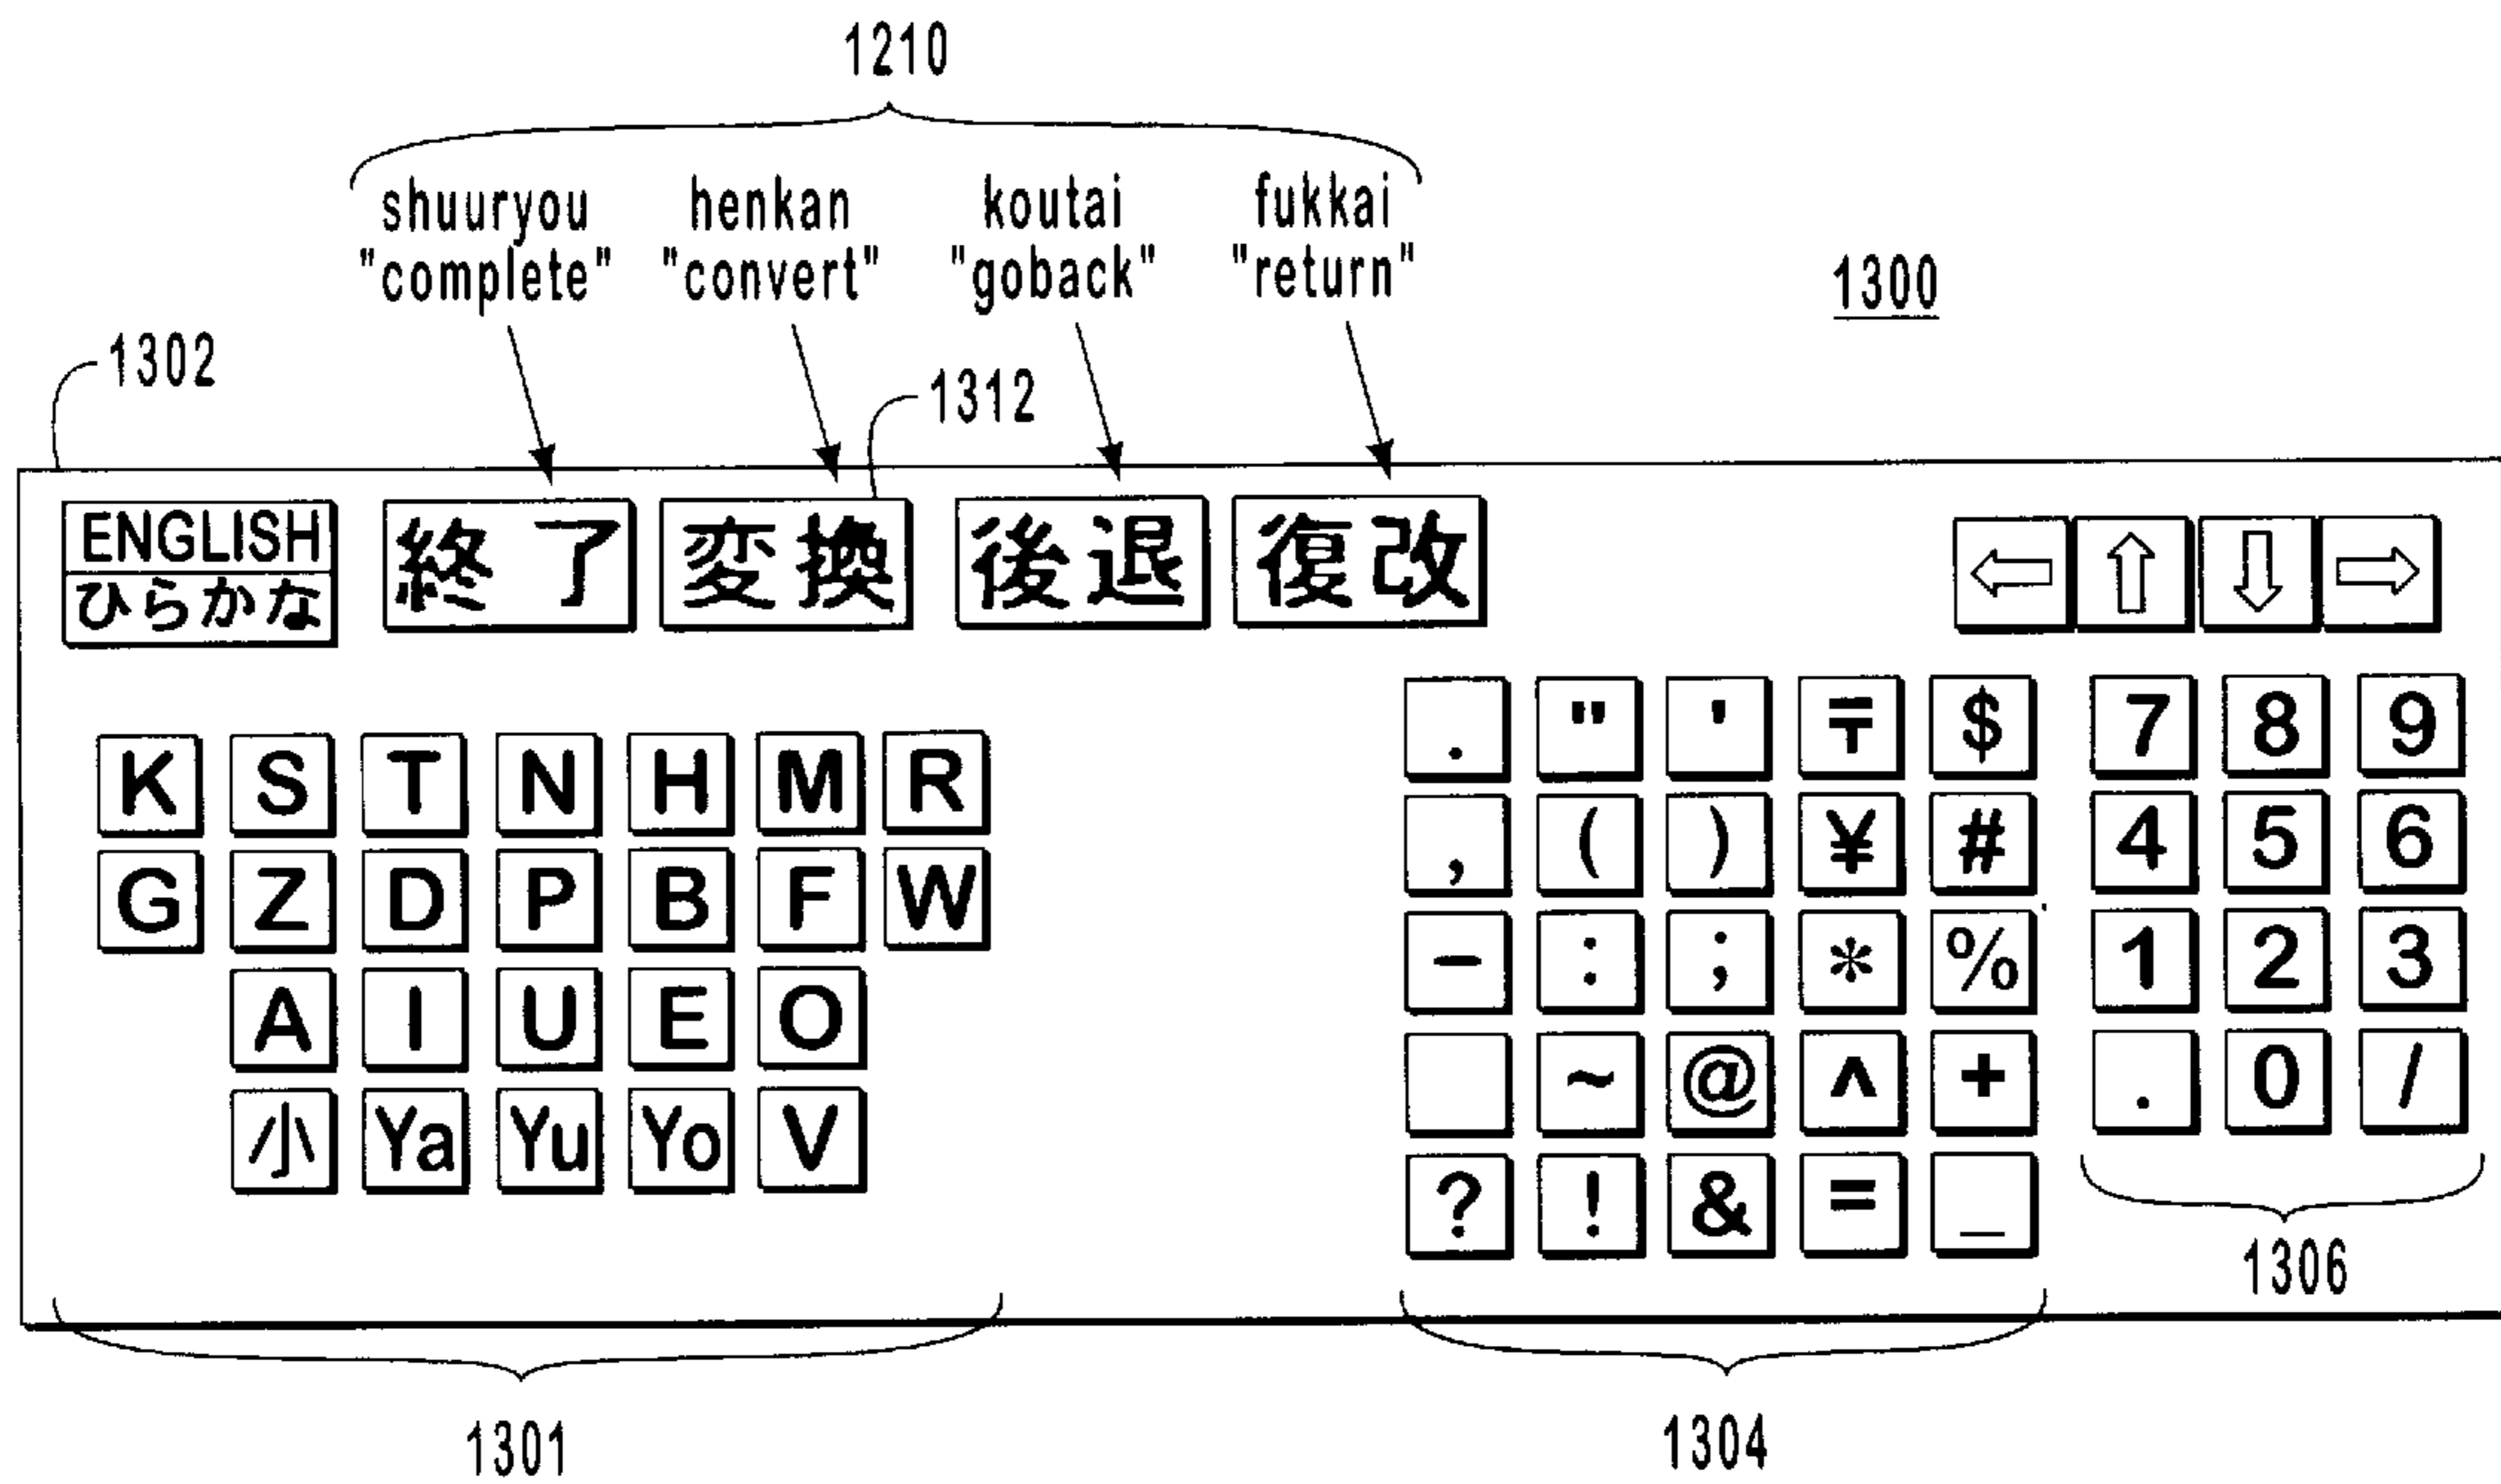 1210
shuuryou henkan koutai fukkai
"complete" "convert" "goback" "return"
1300
1302
1312
ENGLISH
ひらかな
終了 変換 後退 復改
. " ' 〒 $ 7 8 9
K S T N H M R
, ( ) ¥ # 4 5 6
G Z D P B F W
- : ; * % 1 2 3
A I U E O
~ @ ^ + . 0 /
小 Ya Yu Yo V
? ! & = _
1306
1301 1304